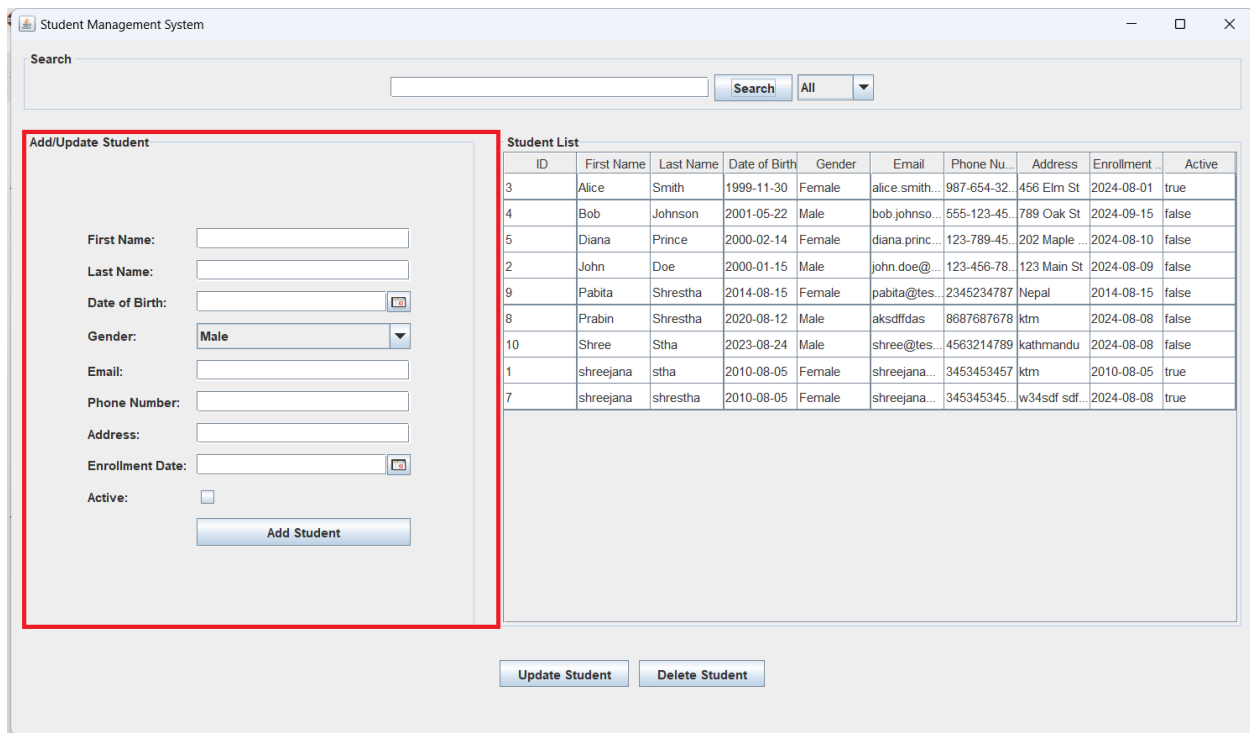 Student Management System
Search
Search All
Add/Update Student
First Name:
Last Name:
Date of Birth:
Gender: Male
Email:
Phone Number:
Address:
Enrollment Date:
Active:
Add Student
Student List
ID First Name Last Name Date of Birth Gender Email Phone Nu... Address Enrollment .. Active
3 Alice Smith 1999-11-30 Female alice.smith... 987-654-32... 456 Elm St 2024-08-01 true
4 Bob Johnson 2001-05-22 Male bob.johnso... 555-123-45... 789 Oak St 2024-09-15 false
5 Diana Prince 2000-02-14 Female diana.princ... 123-789-45... 202 Maple ... 2024-08-10 false
2 John Doe 2000-01-15 Male john.doe@... 123-456-78... 123 Main St 2024-08-09 false
9 Pabita Shrestha 2014-08-15 Female pabita@tes... 2345234787 Nepal 2014-08-15 false
8 Prabin Shrestha 2020-08-12 Male aksdffdas 8687687678 ktm 2024-08-08 false
10 Shree Stha 2023-08-24 Male shree@tes... 4563214789 kathmandu 2024-08-08 false
1 shreejana stha 2010-08-05 Female shreejana... 3453453457 ktm 2010-08-05 true
7 shreejana shrestha 2010-08-05 Female shreejana... 345345345... w34sdf sdf... 2024-08-08 true
Update Student Delete Student